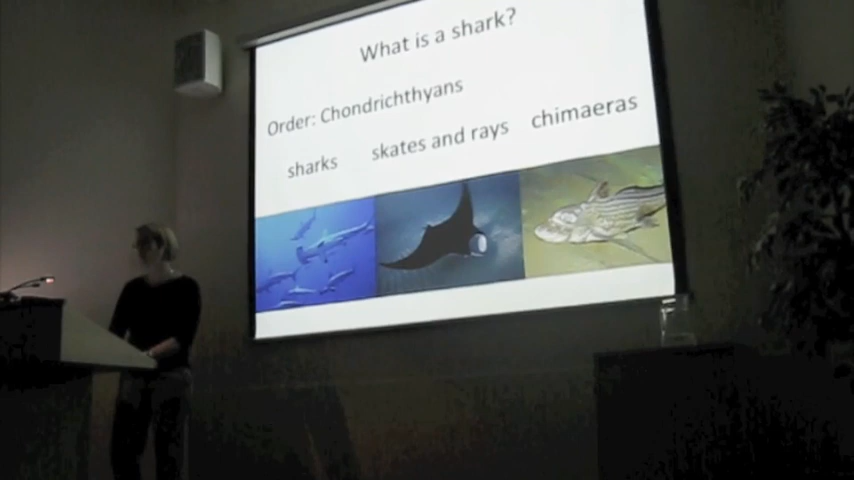 What is a shark?
Order: Chondrichthyans
sharks skates and rays chimaeras